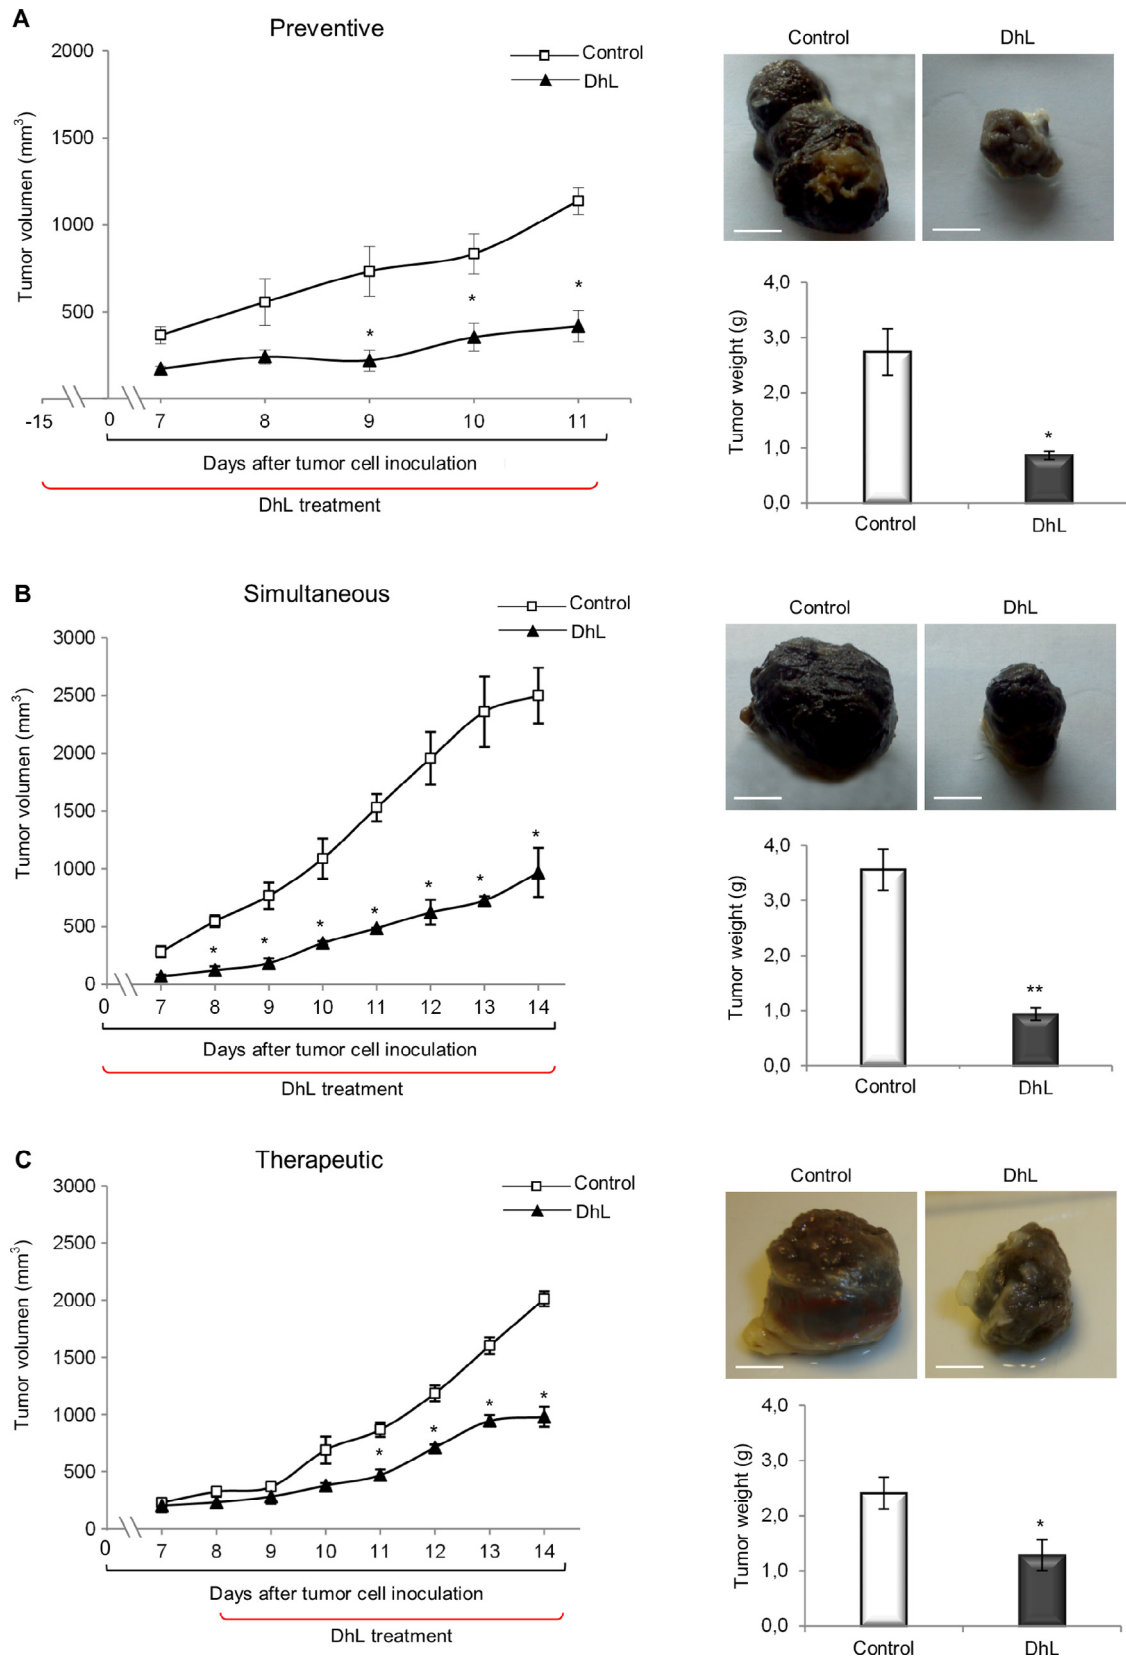 A
Preventive
Control
DhL
Tumor volumen (mm³)
2000
1500
1000
500
-15 0 7 8 9 10 11
* * *
Days after tumor cell inoculation
DhL treatment
Control DhL
Tumor weight (g)
4,0
3,0
2,0
1,0
0,0
*
Control DhL
B
Simultaneous
Control
DhL
Tumor volumen (mm³)
3000
2500
2000
1500
1000
500
0
0 7 8 9 10 11 12 13 14
* * * * * * *
Days after tumor cell inoculation
DhL treatment
Control DhL
Tumor weight (g)
4,0
3,0
2,0
1,0
0,0
**
Control DhL
C
Therapeutic
Control
DhL
Tumor volumen (mm³)
3000
2500
2000
1500
1000
500
0
0 7 8 9 10 11 12 13 14
* * * *
Days after tumor cell inoculation
DhL treatment
Control DhL
Tumor weight (g)
4,0
3,0
2,0
1,0
0,0
*
Control DhL